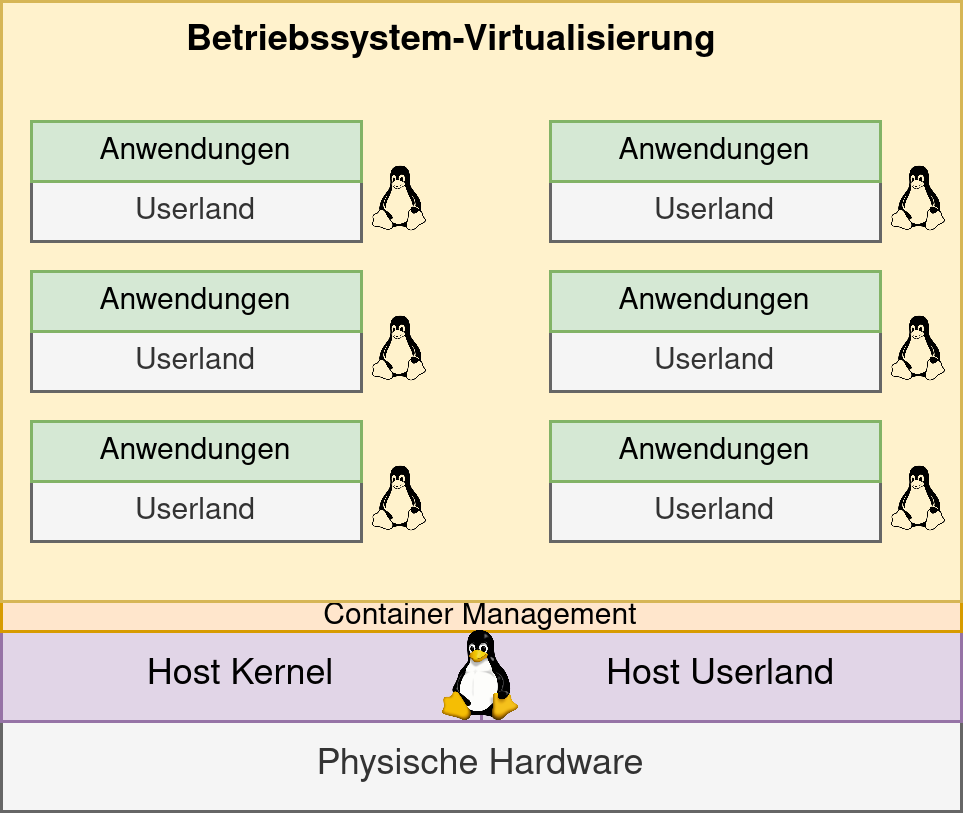 Betriebssystem-Virtualisierung
Anwendungen Anwendungen
Userland Userland
Anwendungen Anwendungen
Userland Userland
Anwendungen Anwendungen
Userland Userland
Container Management
Host Kernel Host Userland
Physische Hardware